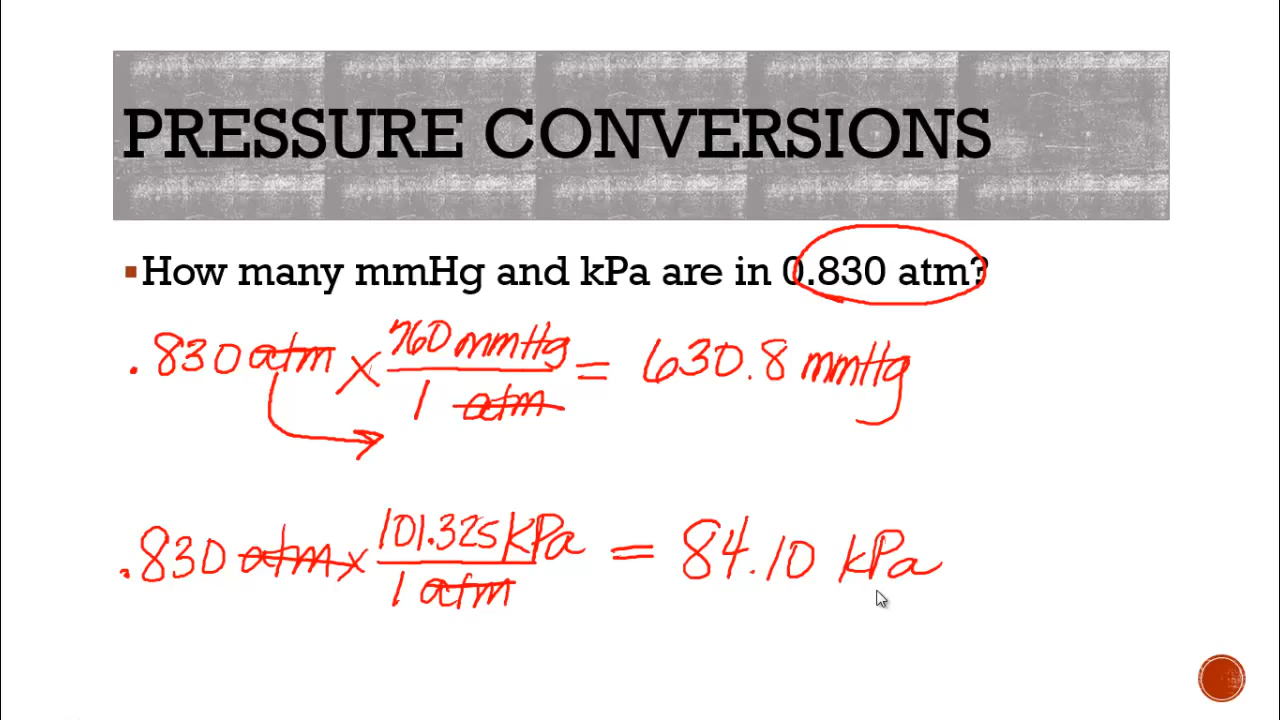 PRESSURE CONVERSIONS
▪How many mmHg and kPa are in 0.830 atm?
.830 atm × 760 mmHg / 1 atm = 630.8 mmHg
.830 atm × 101.325 kPa / 1 atm = 84.10 kPa